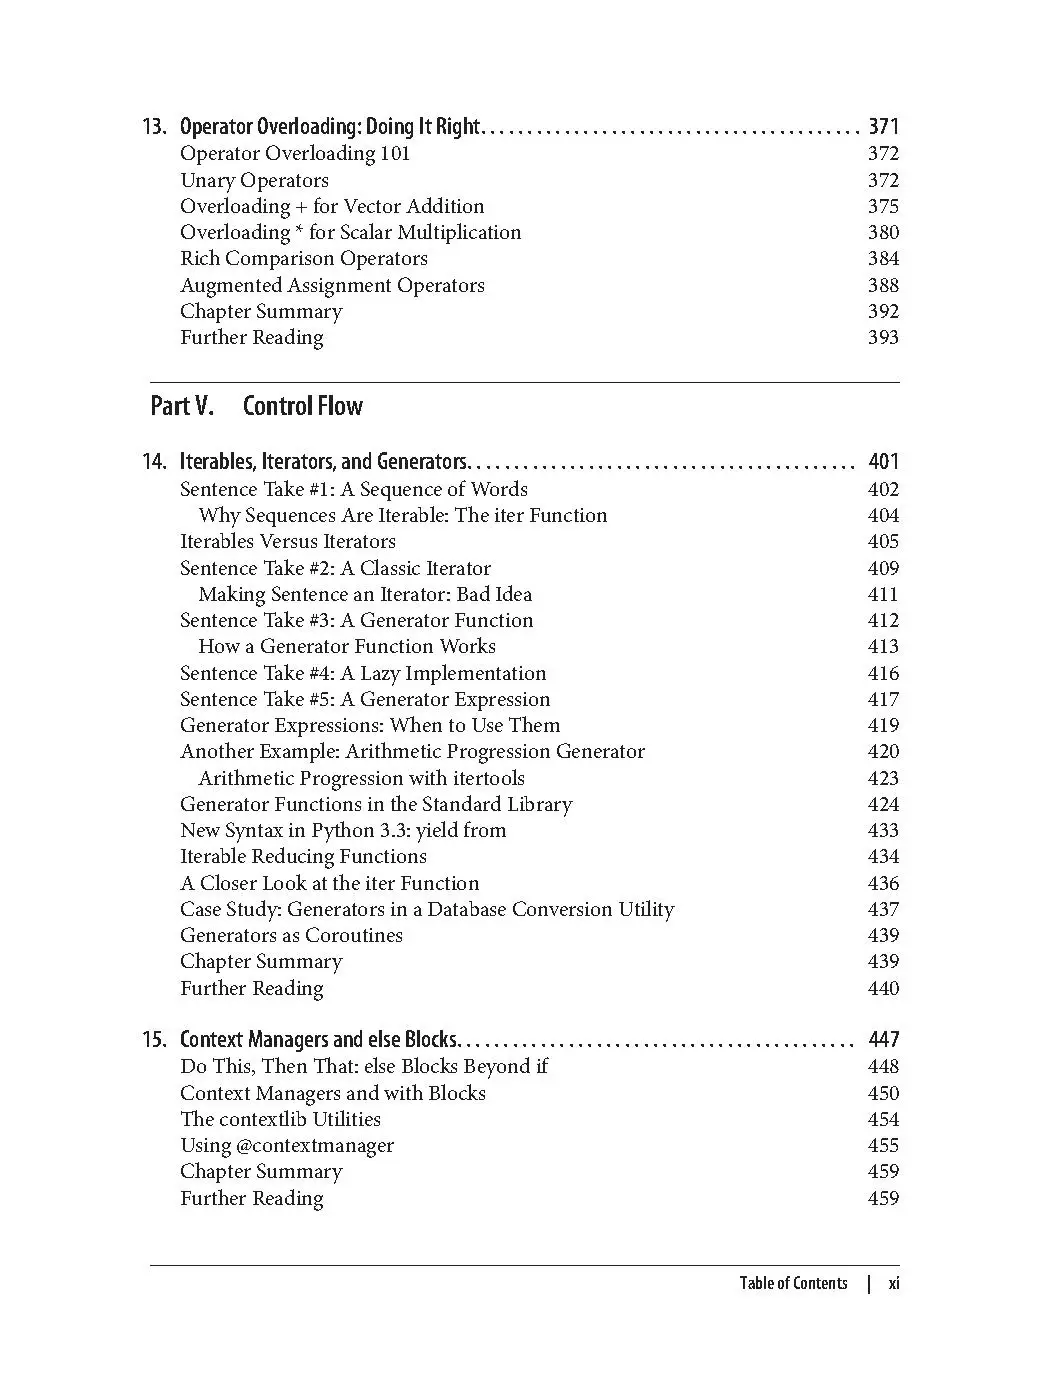 13. Operator Overloading: Doing It Right. . . . . . . . . . . . . . . . . . . . . . . . . . . . . . . . . . . . . . . . . 371
Operator Overloading 101 372
Unary Operators 372
Overloading + for Vector Addition 375
Overloading * for Scalar Multiplication 380
Rich Comparison Operators 384
Augmented Assignment Operators 388
Chapter Summary 392
Further Reading 393
Part V. Control Flow
14. Iterables, Iterators, and Generators. . . . . . . . . . . . . . . . . . . . . . . . . . . . . . . . . . . . . . . . . . 401
Sentence Take #1: A Sequence of Words 402
Why Sequences Are Iterable: The iter Function 404
Iterables Versus Iterators 405
Sentence Take #2: A Classic Iterator 409
Making Sentence an Iterator: Bad Idea 411
Sentence Take #3: A Generator Function 412
How a Generator Function Works 413
Sentence Take #4: A Lazy Implementation 416
Sentence Take #5: A Generator Expression 417
Generator Expressions: When to Use Them 419
Another Example: Arithmetic Progression Generator 420
Arithmetic Progression with itertools 423
Generator Functions in the Standard Library 424
New Syntax in Python 3.3: yield from 433
Iterable Reducing Functions 434
A Closer Look at the iter Function 436
Case Study: Generators in a Database Conversion Utility 437
Generators as Coroutines 439
Chapter Summary 439
Further Reading 440
15. Context Managers and else Blocks. . . . . . . . . . . . . . . . . . . . . . . . . . . . . . . . . . . . . . . . . . . 447
Do This, Then That: else Blocks Beyond if 448
Context Managers and with Blocks 450
The contextlib Utilities 454
Using @contextmanager 455
Chapter Summary 459
Further Reading 459
Table of Contents | xi